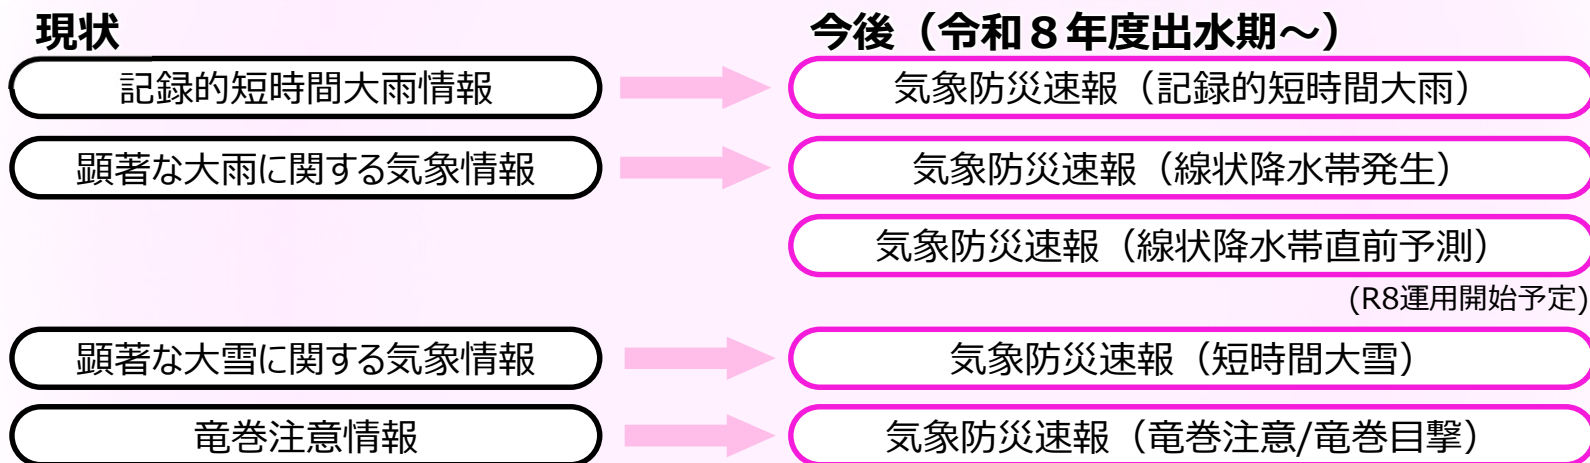 現状
今後（令和８年度出水期～）
記録的短時間大雨情報
気象防災速報（記録的短時間大雨）
顕著な大雨に関する気象情報
気象防災速報（線状降水帯発生）
気象防災速報（線状降水帯直前予測）
(R8運用開始予定)
顕著な大雪に関する気象情報
気象防災速報（短時間大雪）
竜巻注意情報
気象防災速報（竜巻注意/竜巻目撃）